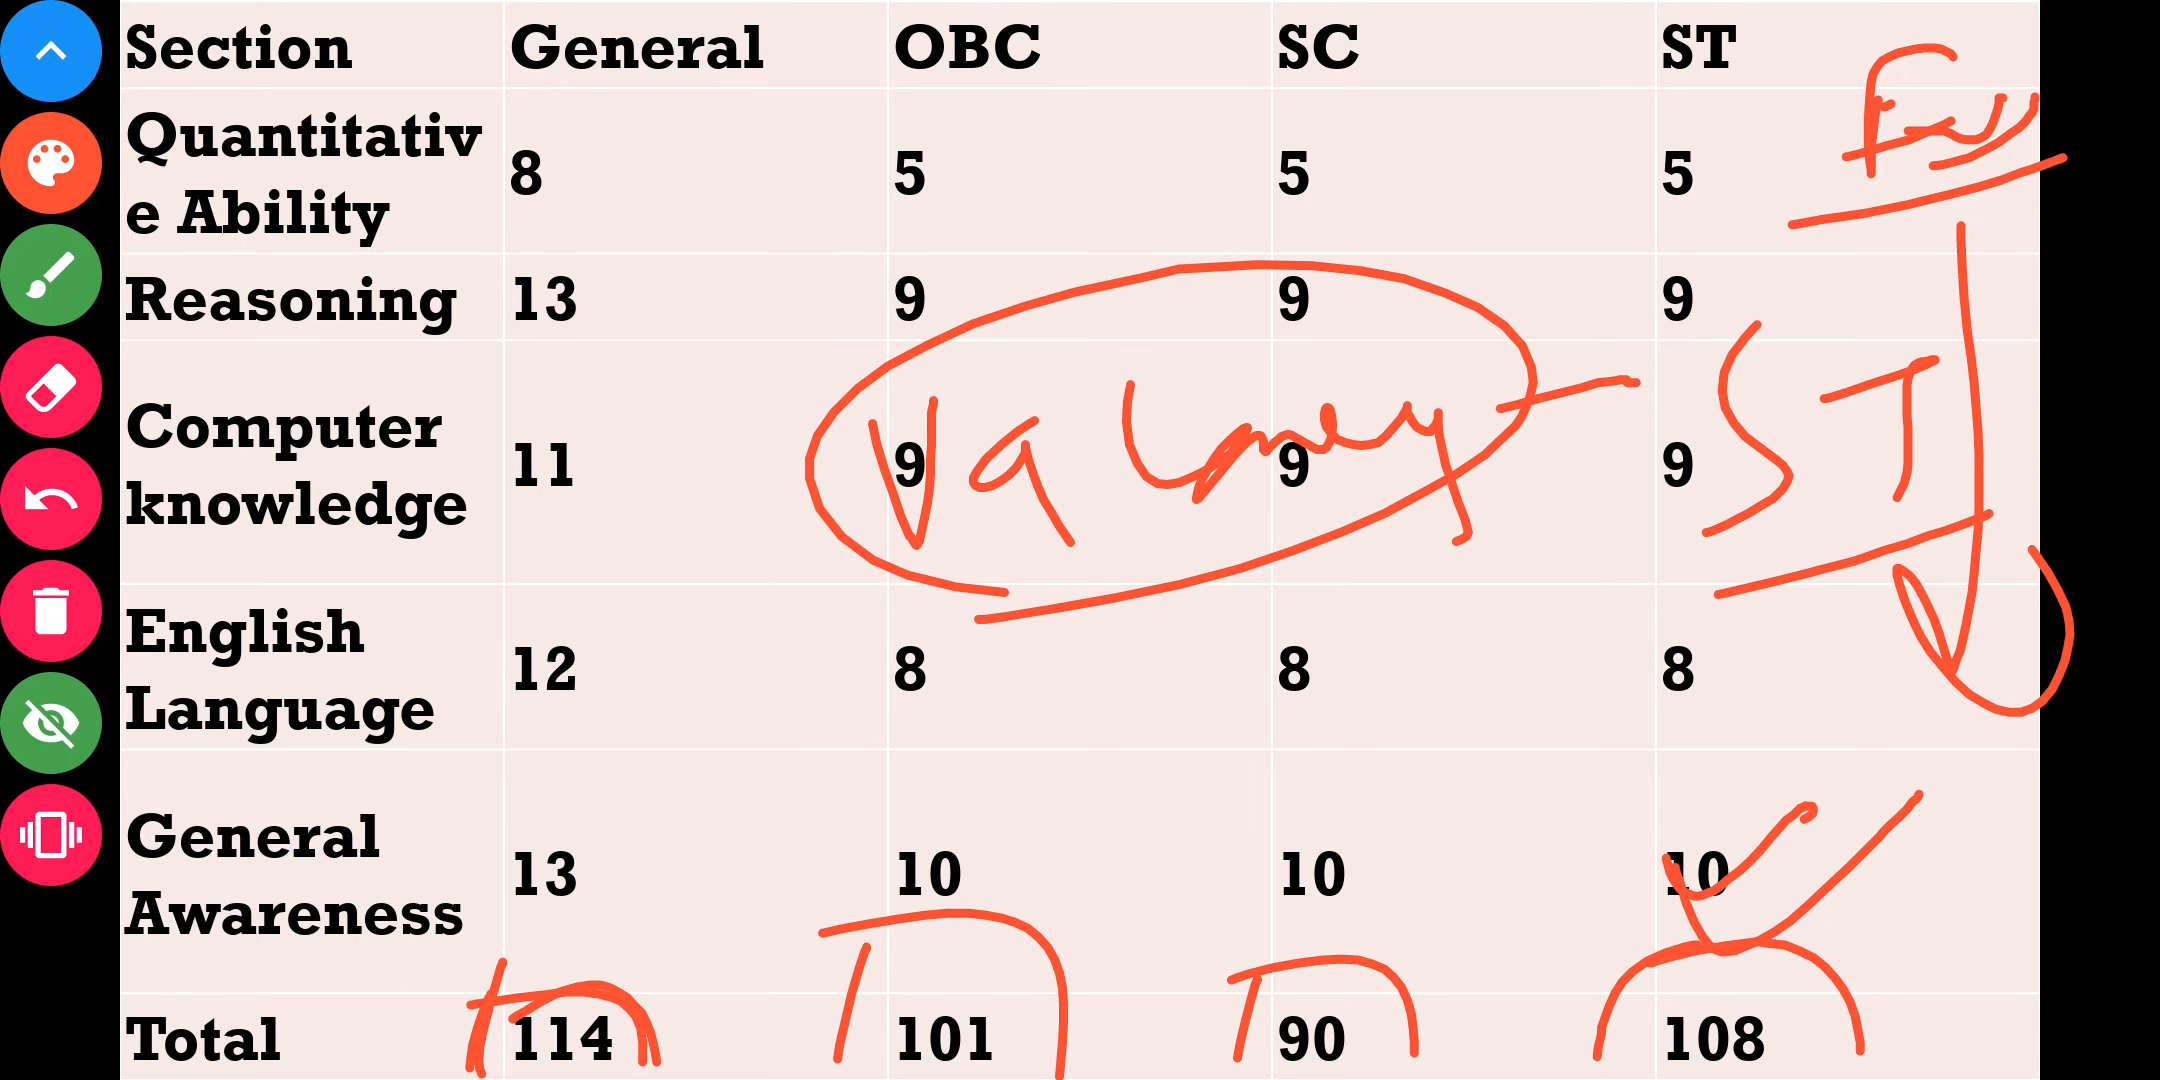 Section General OBC SC ST
Quantitativ
e Ability 8 5 5 5
Reasoning 13 9 9 9
Computer
knowledge 11 9 9 9
English
Language 12 8 8 8
General
Awareness 13 10 10 10
Total 114 101 90 108
ST